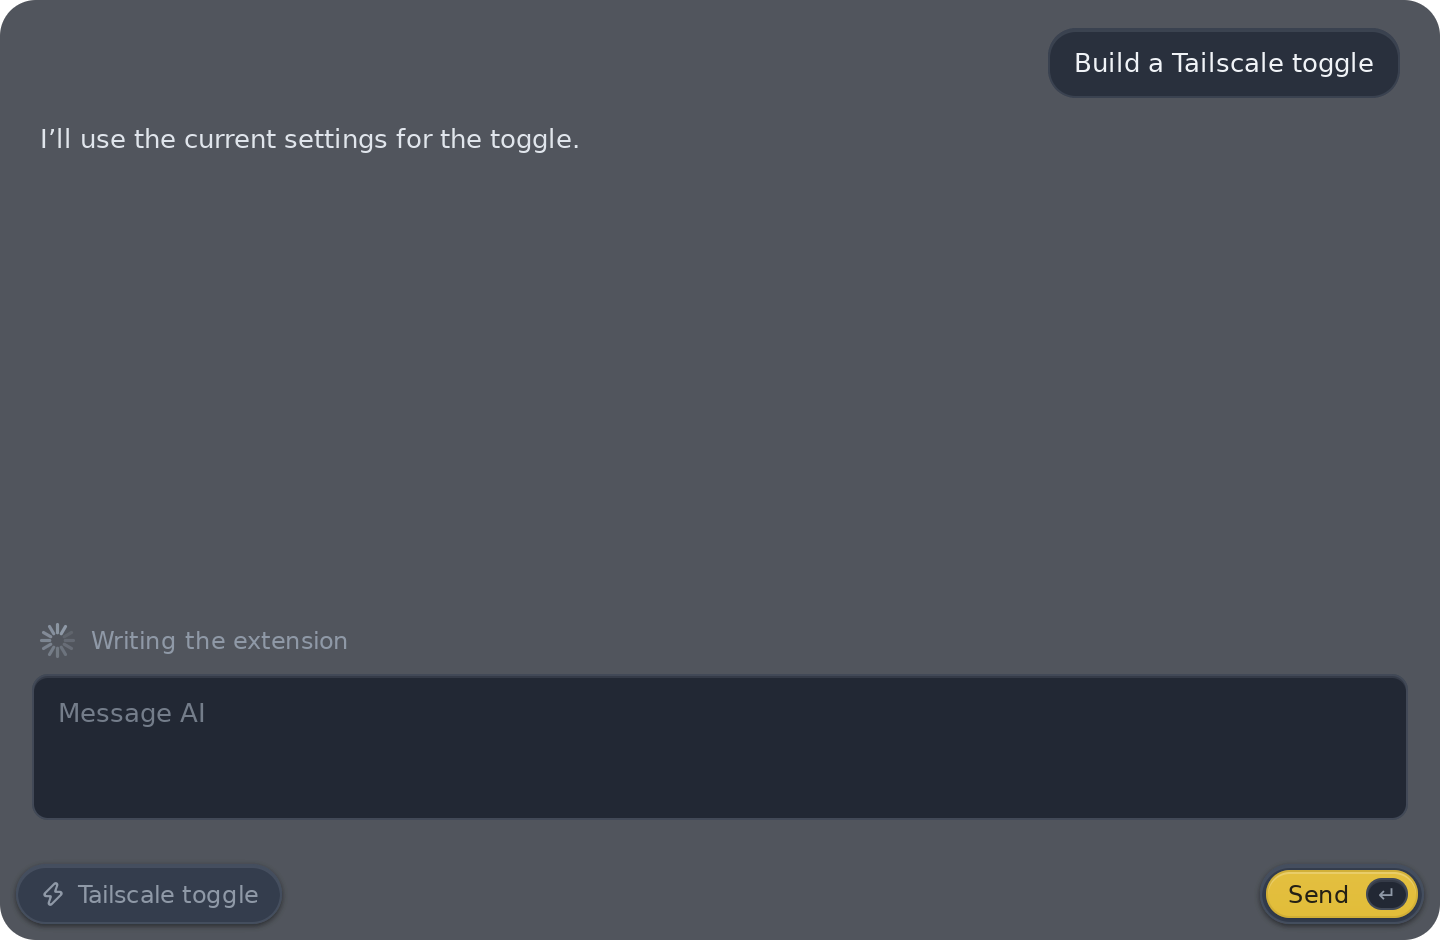 Build a Tailscale toggle
I’ll use the current settings for the toggle.
Writing the extension
Message AI
Tailscale toggle
Send